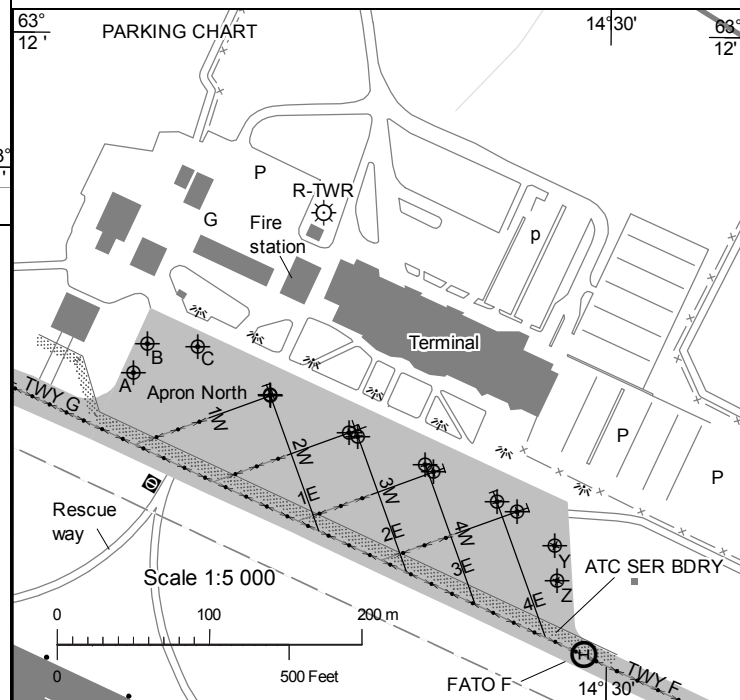 63°
12 '
PARKING CHART
14°30'
63°
12 '
P
R-TWR
G
Fire
station
p
Terminal
B
C
A
Apron North
TWY G
1W
2W
3W
4W
1E
2E
3E
4E
P
P
Y
Z
Rescue
way
ATC SER BDRY
Scale 1:5 000
0
100
200 m
0
500 Feet
H
FATO F
TWY F
14° 30'